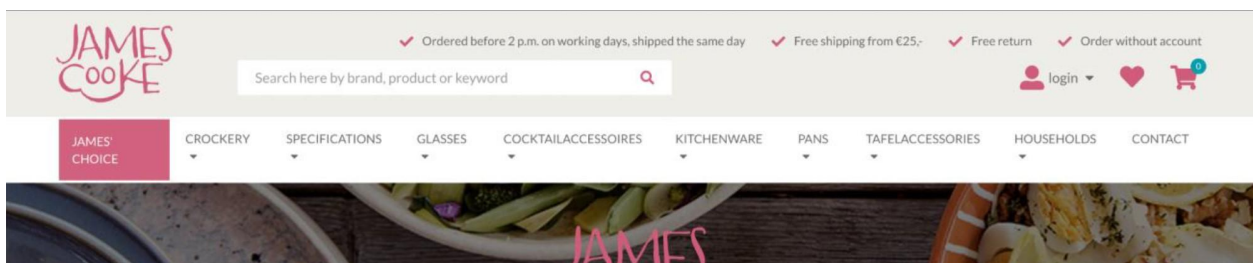 JAMES
COOKE
Ordered before 2 p.m. on working days, shipped the same day
Free shipping from €25,-
Free return
Order without account
Search here by brand, product or keyword
login
0
JAMES'
CHOICE
CROCKERY
SPECIFICATIONS
GLASSES
COCKTAILACCESSOIRES
KITCHENWARE
PANS
TAFELACCESSORIES
HOUSEHOLDS
CONTACT
JAMES